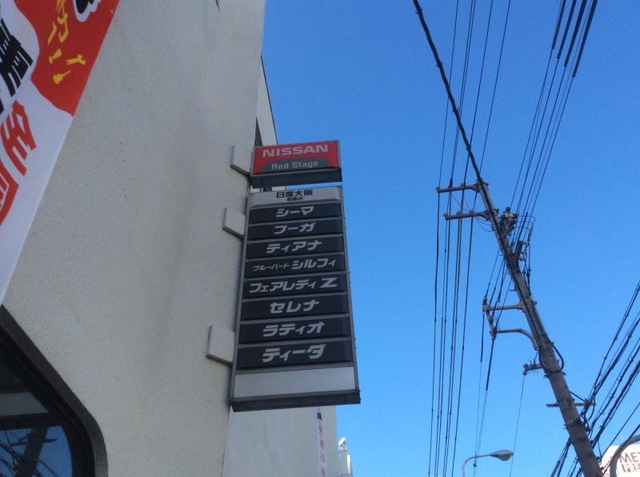 NISSAN
Red Stage
日産大阪
シーマ
フーガ
ティアナ
ブルーバード シルフィ
フェアレディ Z
セレナ
ラティオ
ティーダ